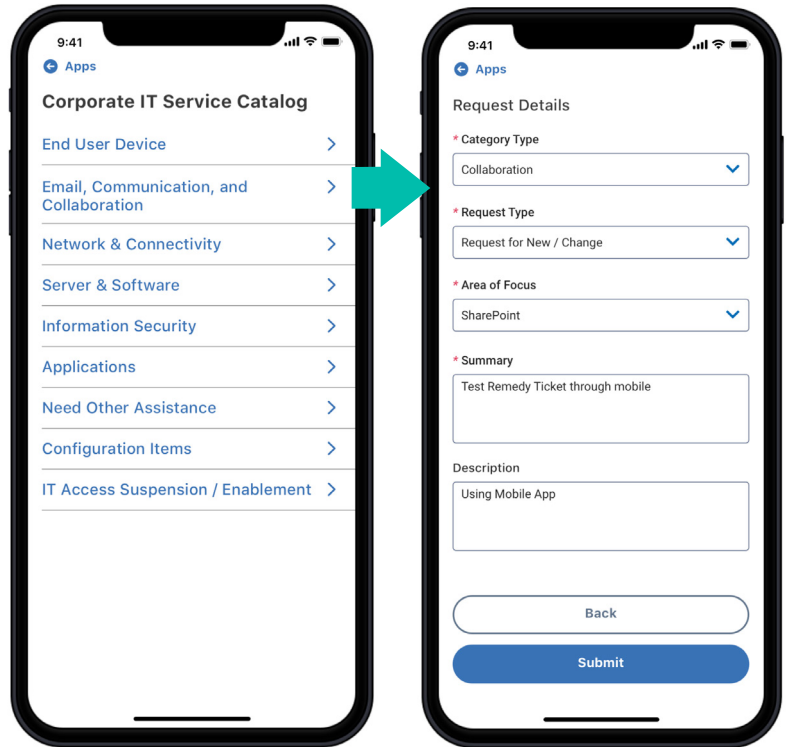 9:41
Apps
Corporate IT Service Catalog
End User Device
Email, Communication, and
Collaboration
Network & Connectivity
Server & Software
Information Security
Applications
Need Other Assistance
Configuration Items
IT Access Suspension / Enablement
9:41
Apps
Request Details
* Category Type
Collaboration
* Request Type
Request for New / Change
* Area of Focus
SharePoint
* Summary
Test Remedy Ticket through mobile
Description
Using Mobile App
Back
Submit